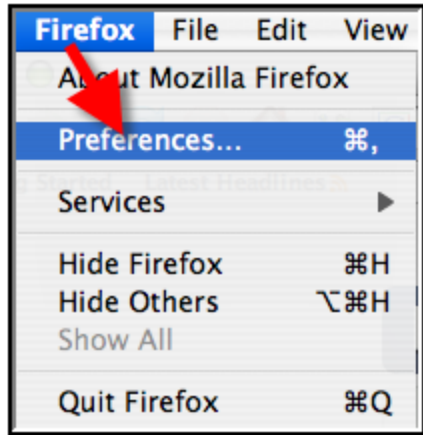 Firefox File Edit View
About Mozilla Firefox
Preferences... ⌘,
Services ▶
Hide Firefox ⌘H
Hide Others ⌥⌘H
Show All
Quit Firefox ⌘Q